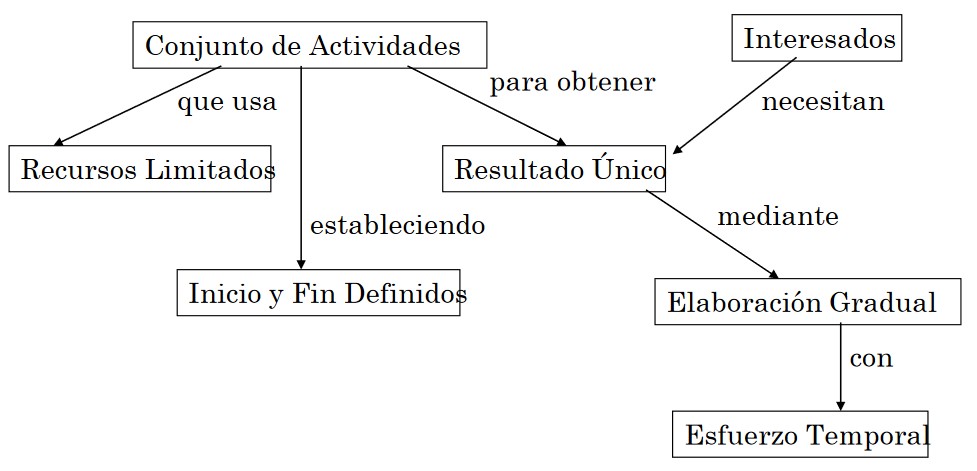 Conjunto de Actividades
Interesados
que usa
para obtener
necesitan
Recursos Limitados
Resultado Único
estableciendo
mediante
Inicio y Fin Definidos
Elaboración Gradual
con
Esfuerzo Temporal